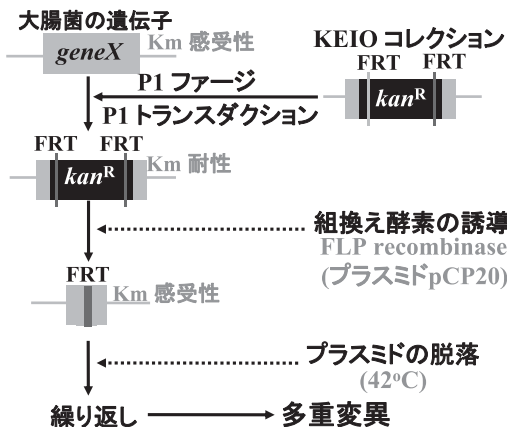 大腸菌の遺伝子
geneX
Km 感受性
KEIO コレクション
FRT FRT
kanR
P1 ファージ
P1 トランスダクション
FRT FRT
kanR
Km 耐性
組換え酵素の誘導
FLP recombinase
(プラスミドpCP20)
FRT
Km 感受性
プラスミドの脱落
(42oC)
繰り返し
多重変異